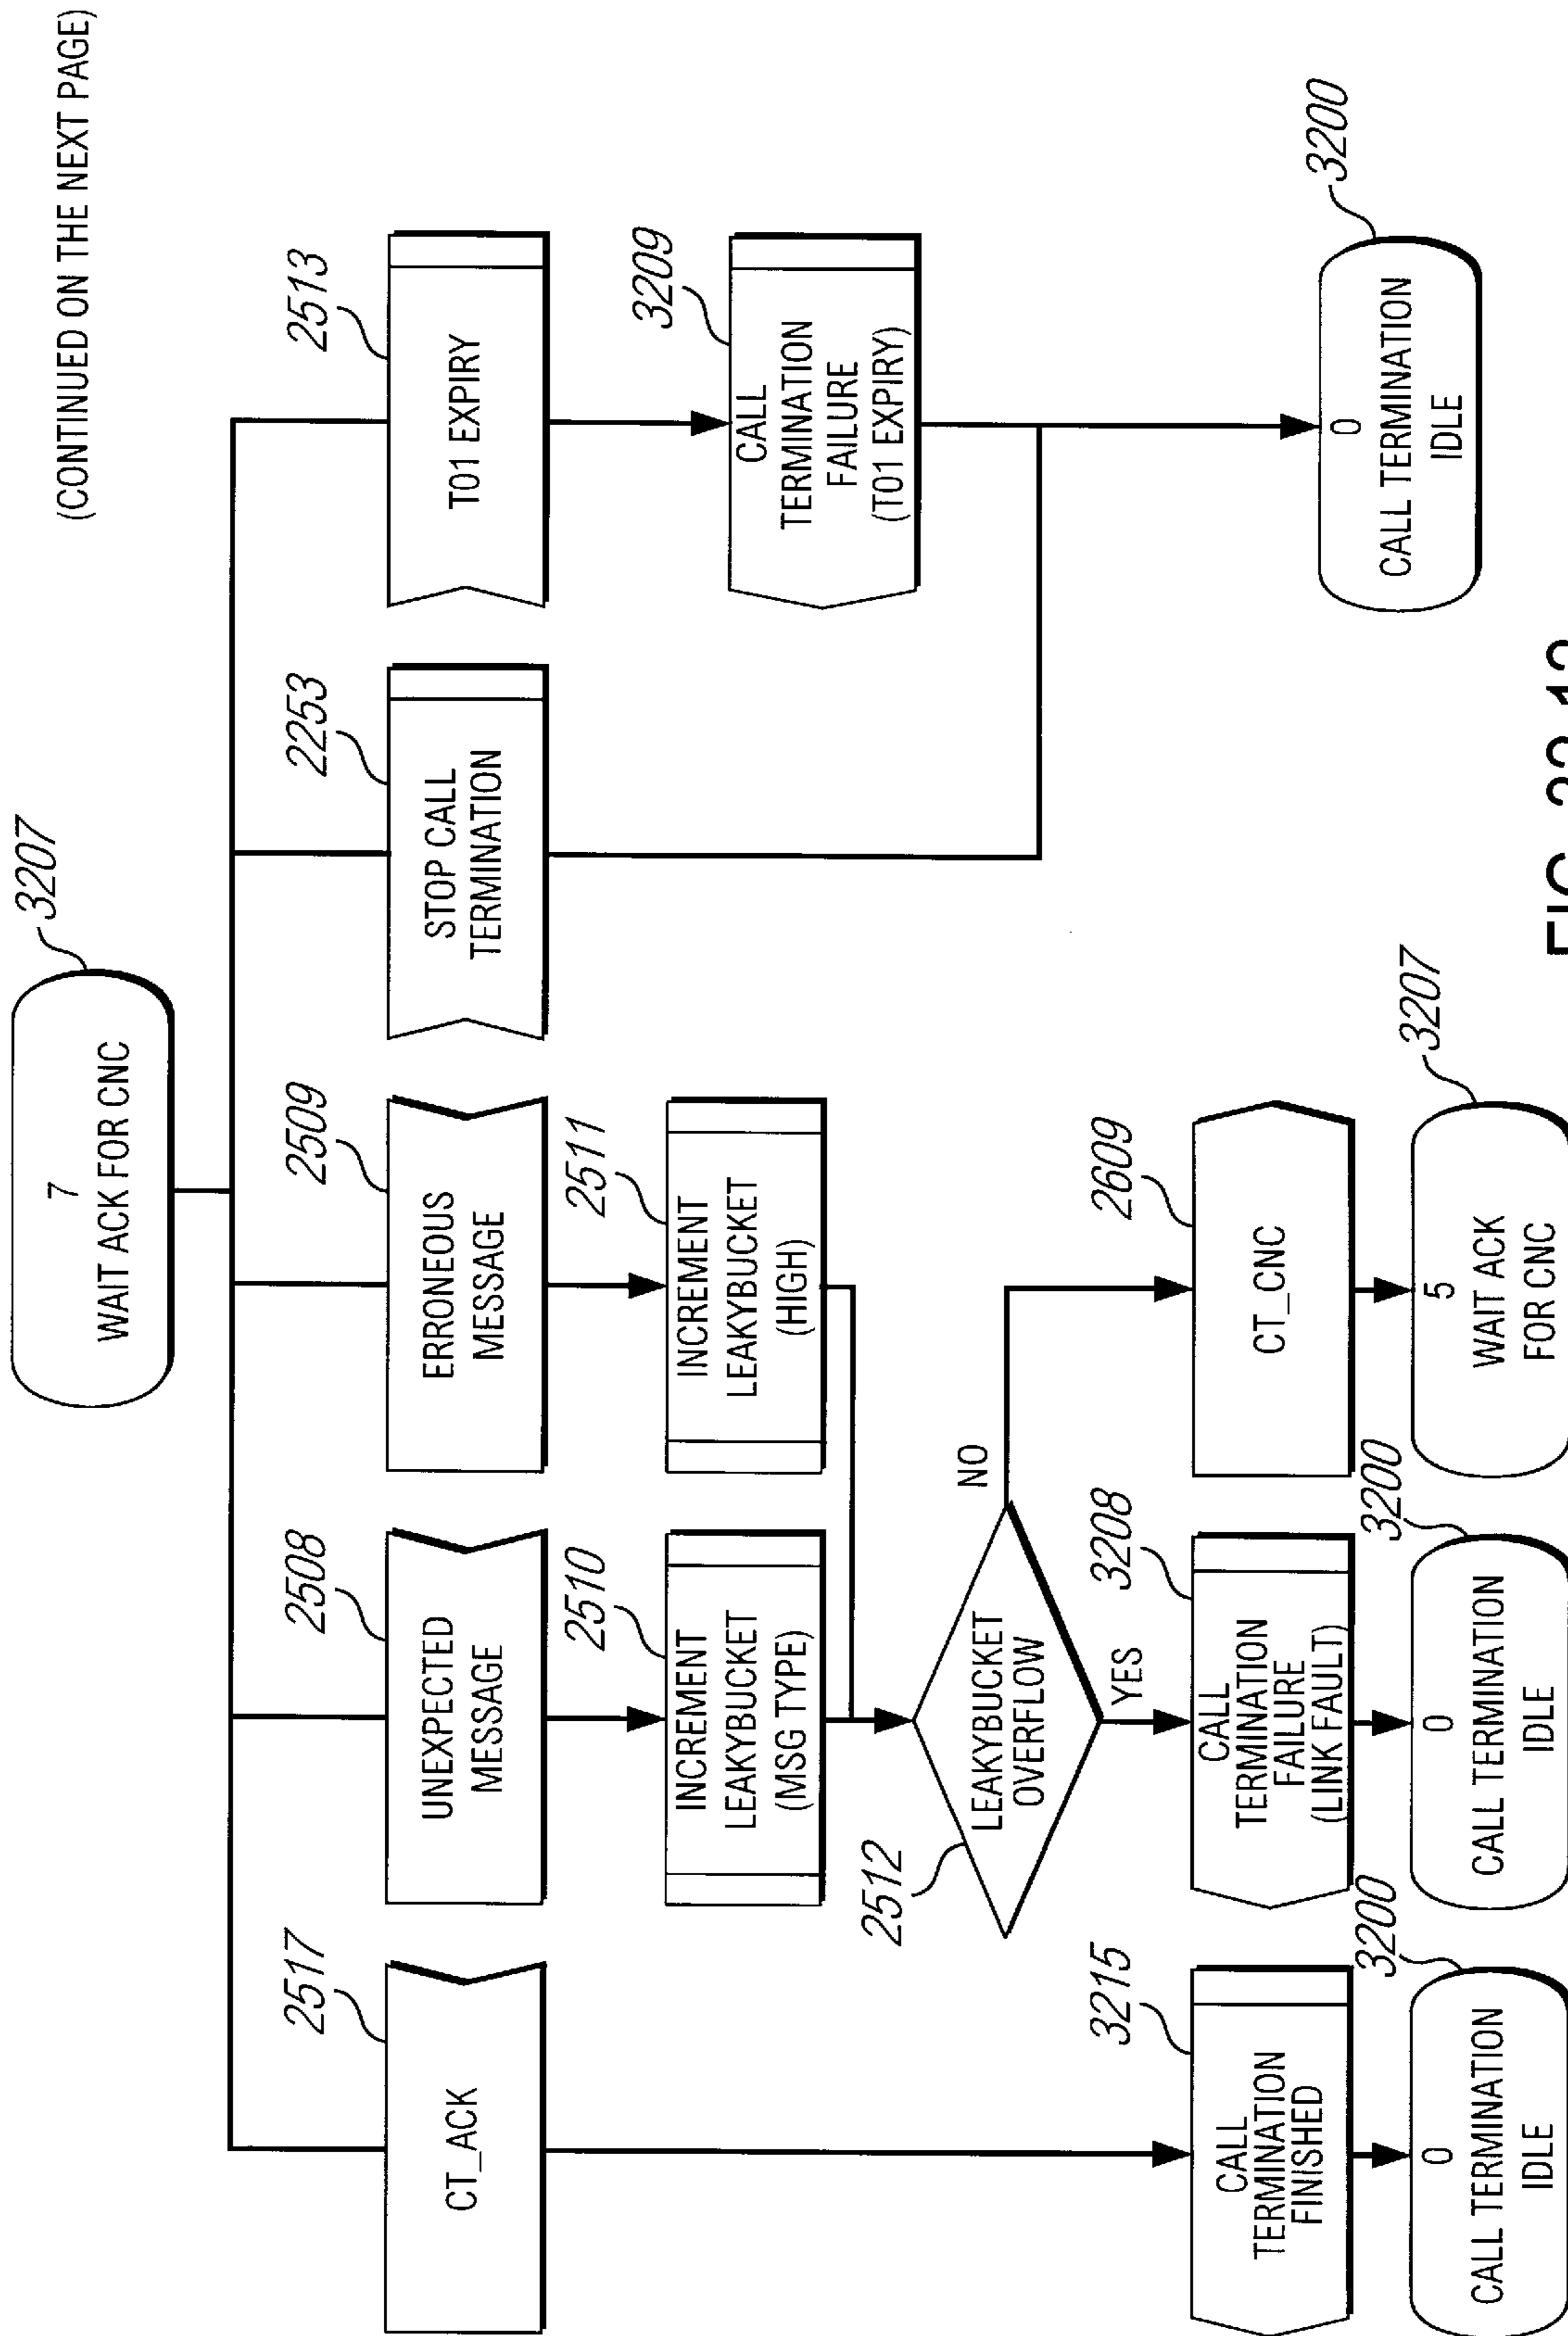 (CONTINUED ON THE NEXT PAGE)
3207
7
WAIT ACK FOR CNC
2517
CT_ACK
2508
UNEXPECTED
MESSAGE
2509
ERRONEOUS
MESSAGE
2253
STOP CALL
TERMINATION
2513
T01 EXPIRY
2510
INCREMENT
LEAKYBUCKET
(MSG TYPE)
2511
INCREMENT
LEAKYBUCKET
(HIGH)
3209
CALL
TERMINATION
FAILURE
(T01 EXPIRY)
2512
LEAKYBUCKET
OVERFLOW
NO
YES
3215
CALL
TERMINATION
FINISHED
3208
CALL
TERMINATION
FAILURE
(LINK FAULT)
2609
CT_CNC
3200
0
CALL TERMINATION
IDLE
3200
0
CALL TERMINATION
IDLE
3207
5
WAIT ACK
FOR CNC
3200
0
CALL TERMINATION
IDLE